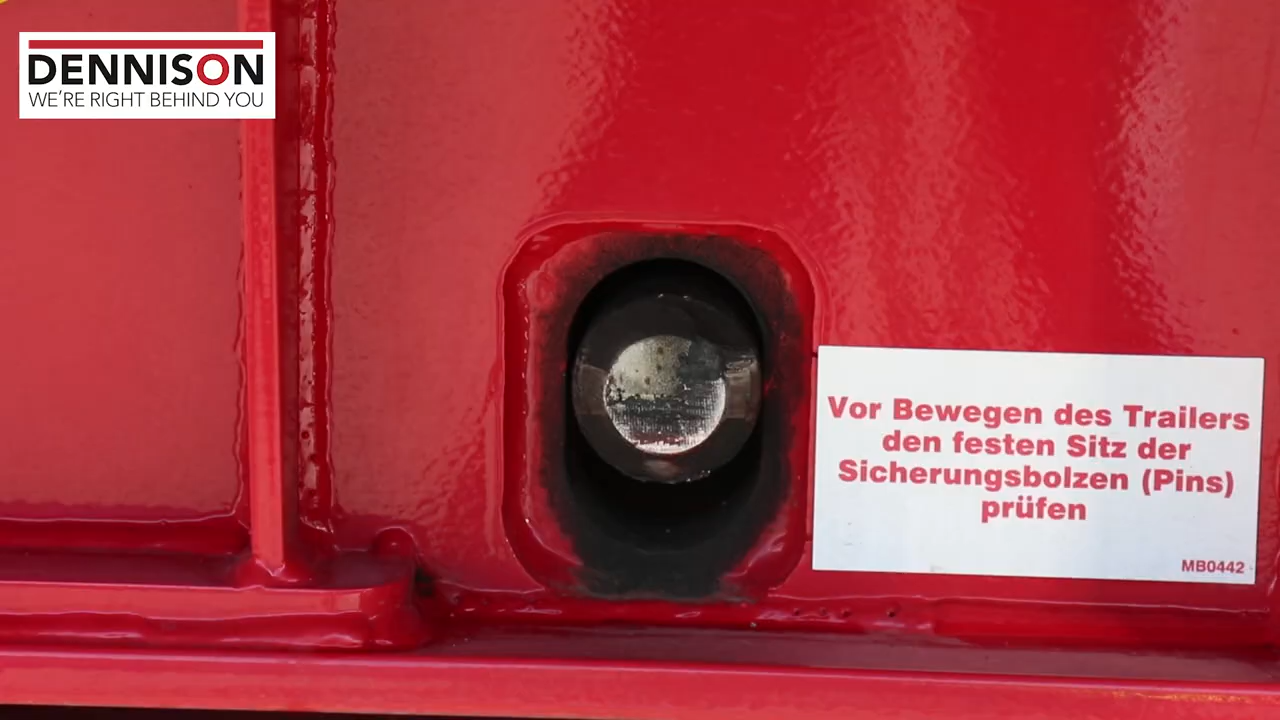 DENNISON
WE'RE RIGHT BEHIND YOU
Vor Bewegen des Trailers
den festen Sitz der
Sicherungsbolzen (Pins)
prüfen
MB0442